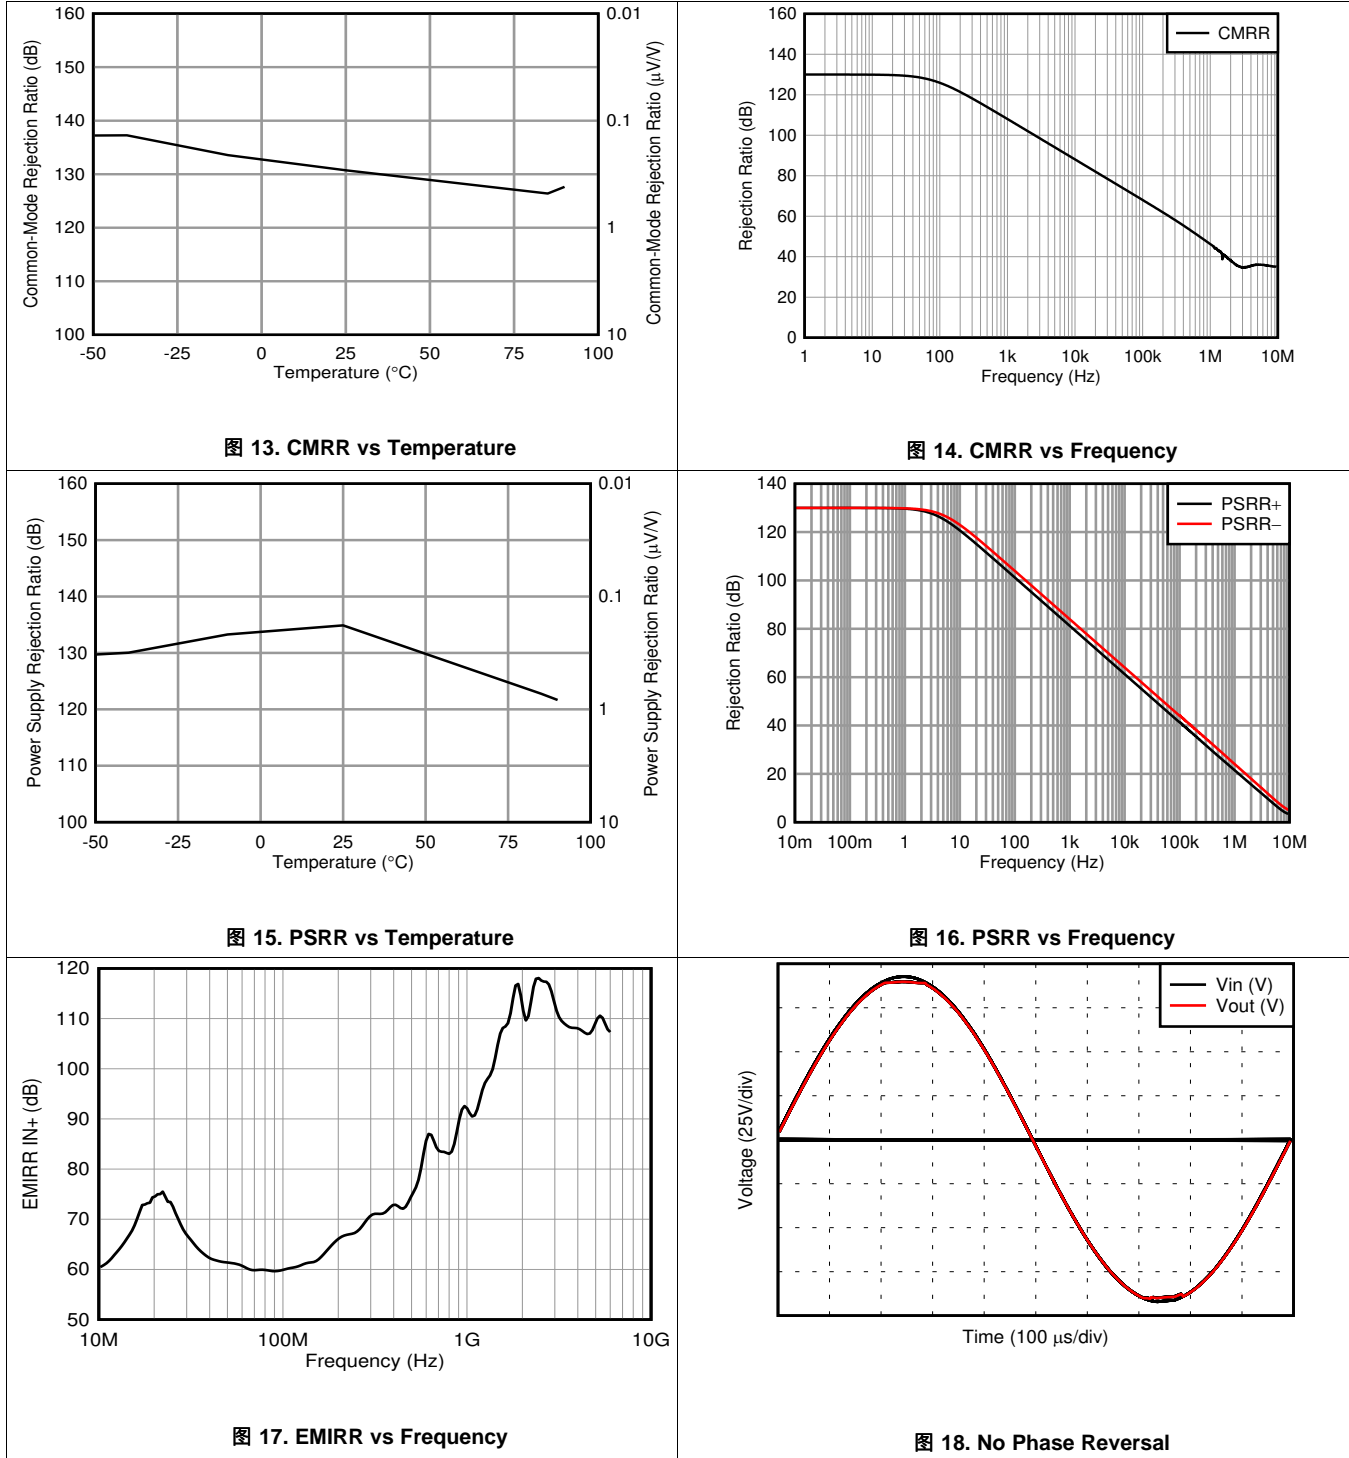 160
150
140
130
120
110
100
Common-Mode Rejection Ratio (dB)
0.01
0.1
1
10
Common-Mode Rejection Ratio (μV/V)
-50 -25 0 25 50 75 100
Temperature (°C)
图 13. CMRR vs Temperature
160
140
120
100
80
60
40
20
0
Rejection Ratio (dB)
CMRR
1 10 100 1k 10k 100k 1M 10M
Frequency (Hz)
图 14. CMRR vs Frequency
160
150
140
130
120
110
100
Power Supply Rejection Ratio (dB)
0.01
0.1
1
10
Power Supply Rejection Ratio (μV/V)
-50 -25 0 25 50 75 100
Temperature (°C)
图 15. PSRR vs Temperature
140
120
100
80
60
40
20
0
Rejection Ratio (dB)
PSRR+
PSRR−
10m 100m 1 10 100 1k 10k 100k 1M 10M
Frequency (Hz)
图 16. PSRR vs Frequency
120
110
100
90
80
70
60
50
EMIRR IN+ (dB)
10M 100M 1G 10G
Frequency (Hz)
图 17. EMIRR vs Frequency
Voltage (25V/div)
Vin (V)
Vout (V)
Time (100 μs/div)
图 18. No Phase Reversal